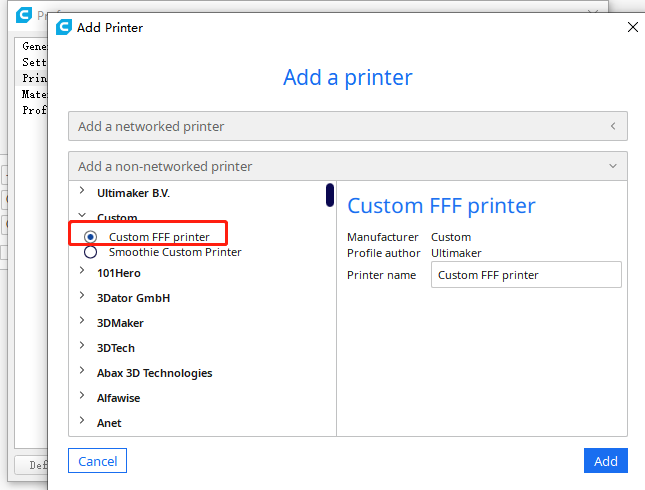 Add Printer
Add a printer
Add a networked printer
Add a non-networked printer
Ultimaker B.V.
Custom
Custom FFF printer
Smoothie Custom Printer
101Hero
3Dator GmbH
3DMaker
3DTech
Abax 3D Technologies
Alfawise
Anet
Custom FFF printer
Manufacturer Custom
Profile author Ultimaker
Printer name Custom FFF printer
Cancel
Add